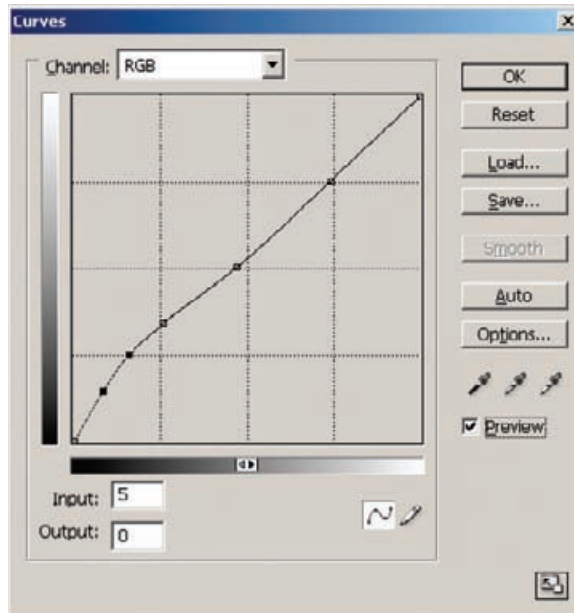 Curves
Channel: RGB
OK
Reset
Load...
Save...
Smooth
Auto
Options...
Preview
Input: 5
Output: 0